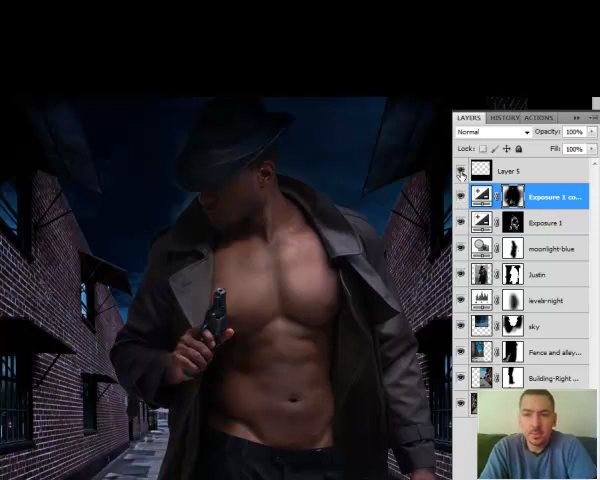 LAYERS HISTORY ACTIONS
Normal Opacity: 100%
Lock: Fill: 100%
Layer 5
Exposure 1 co...
Exposure 1
moonlight-blue
Justin
levels-night
sky
Fence and alley...
Building-Right ...